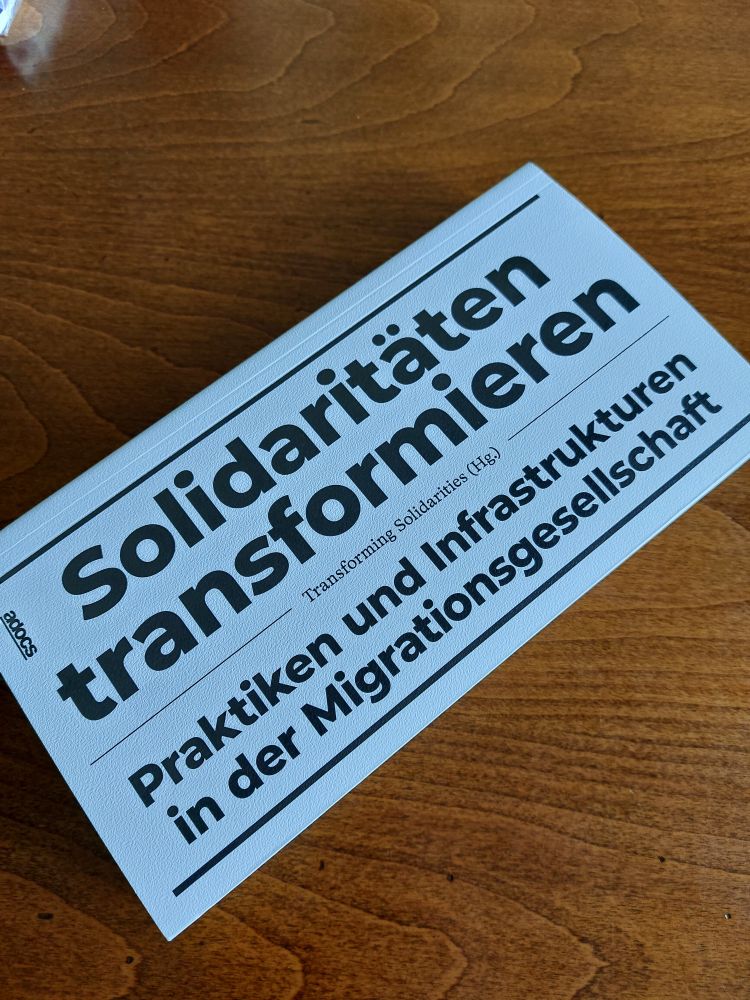 Solidaritäten
transformieren
Transforming Solidarities (Hg.)
Praktiken und Infrastrukturen
in der Migrationsgesellschaft
adocs